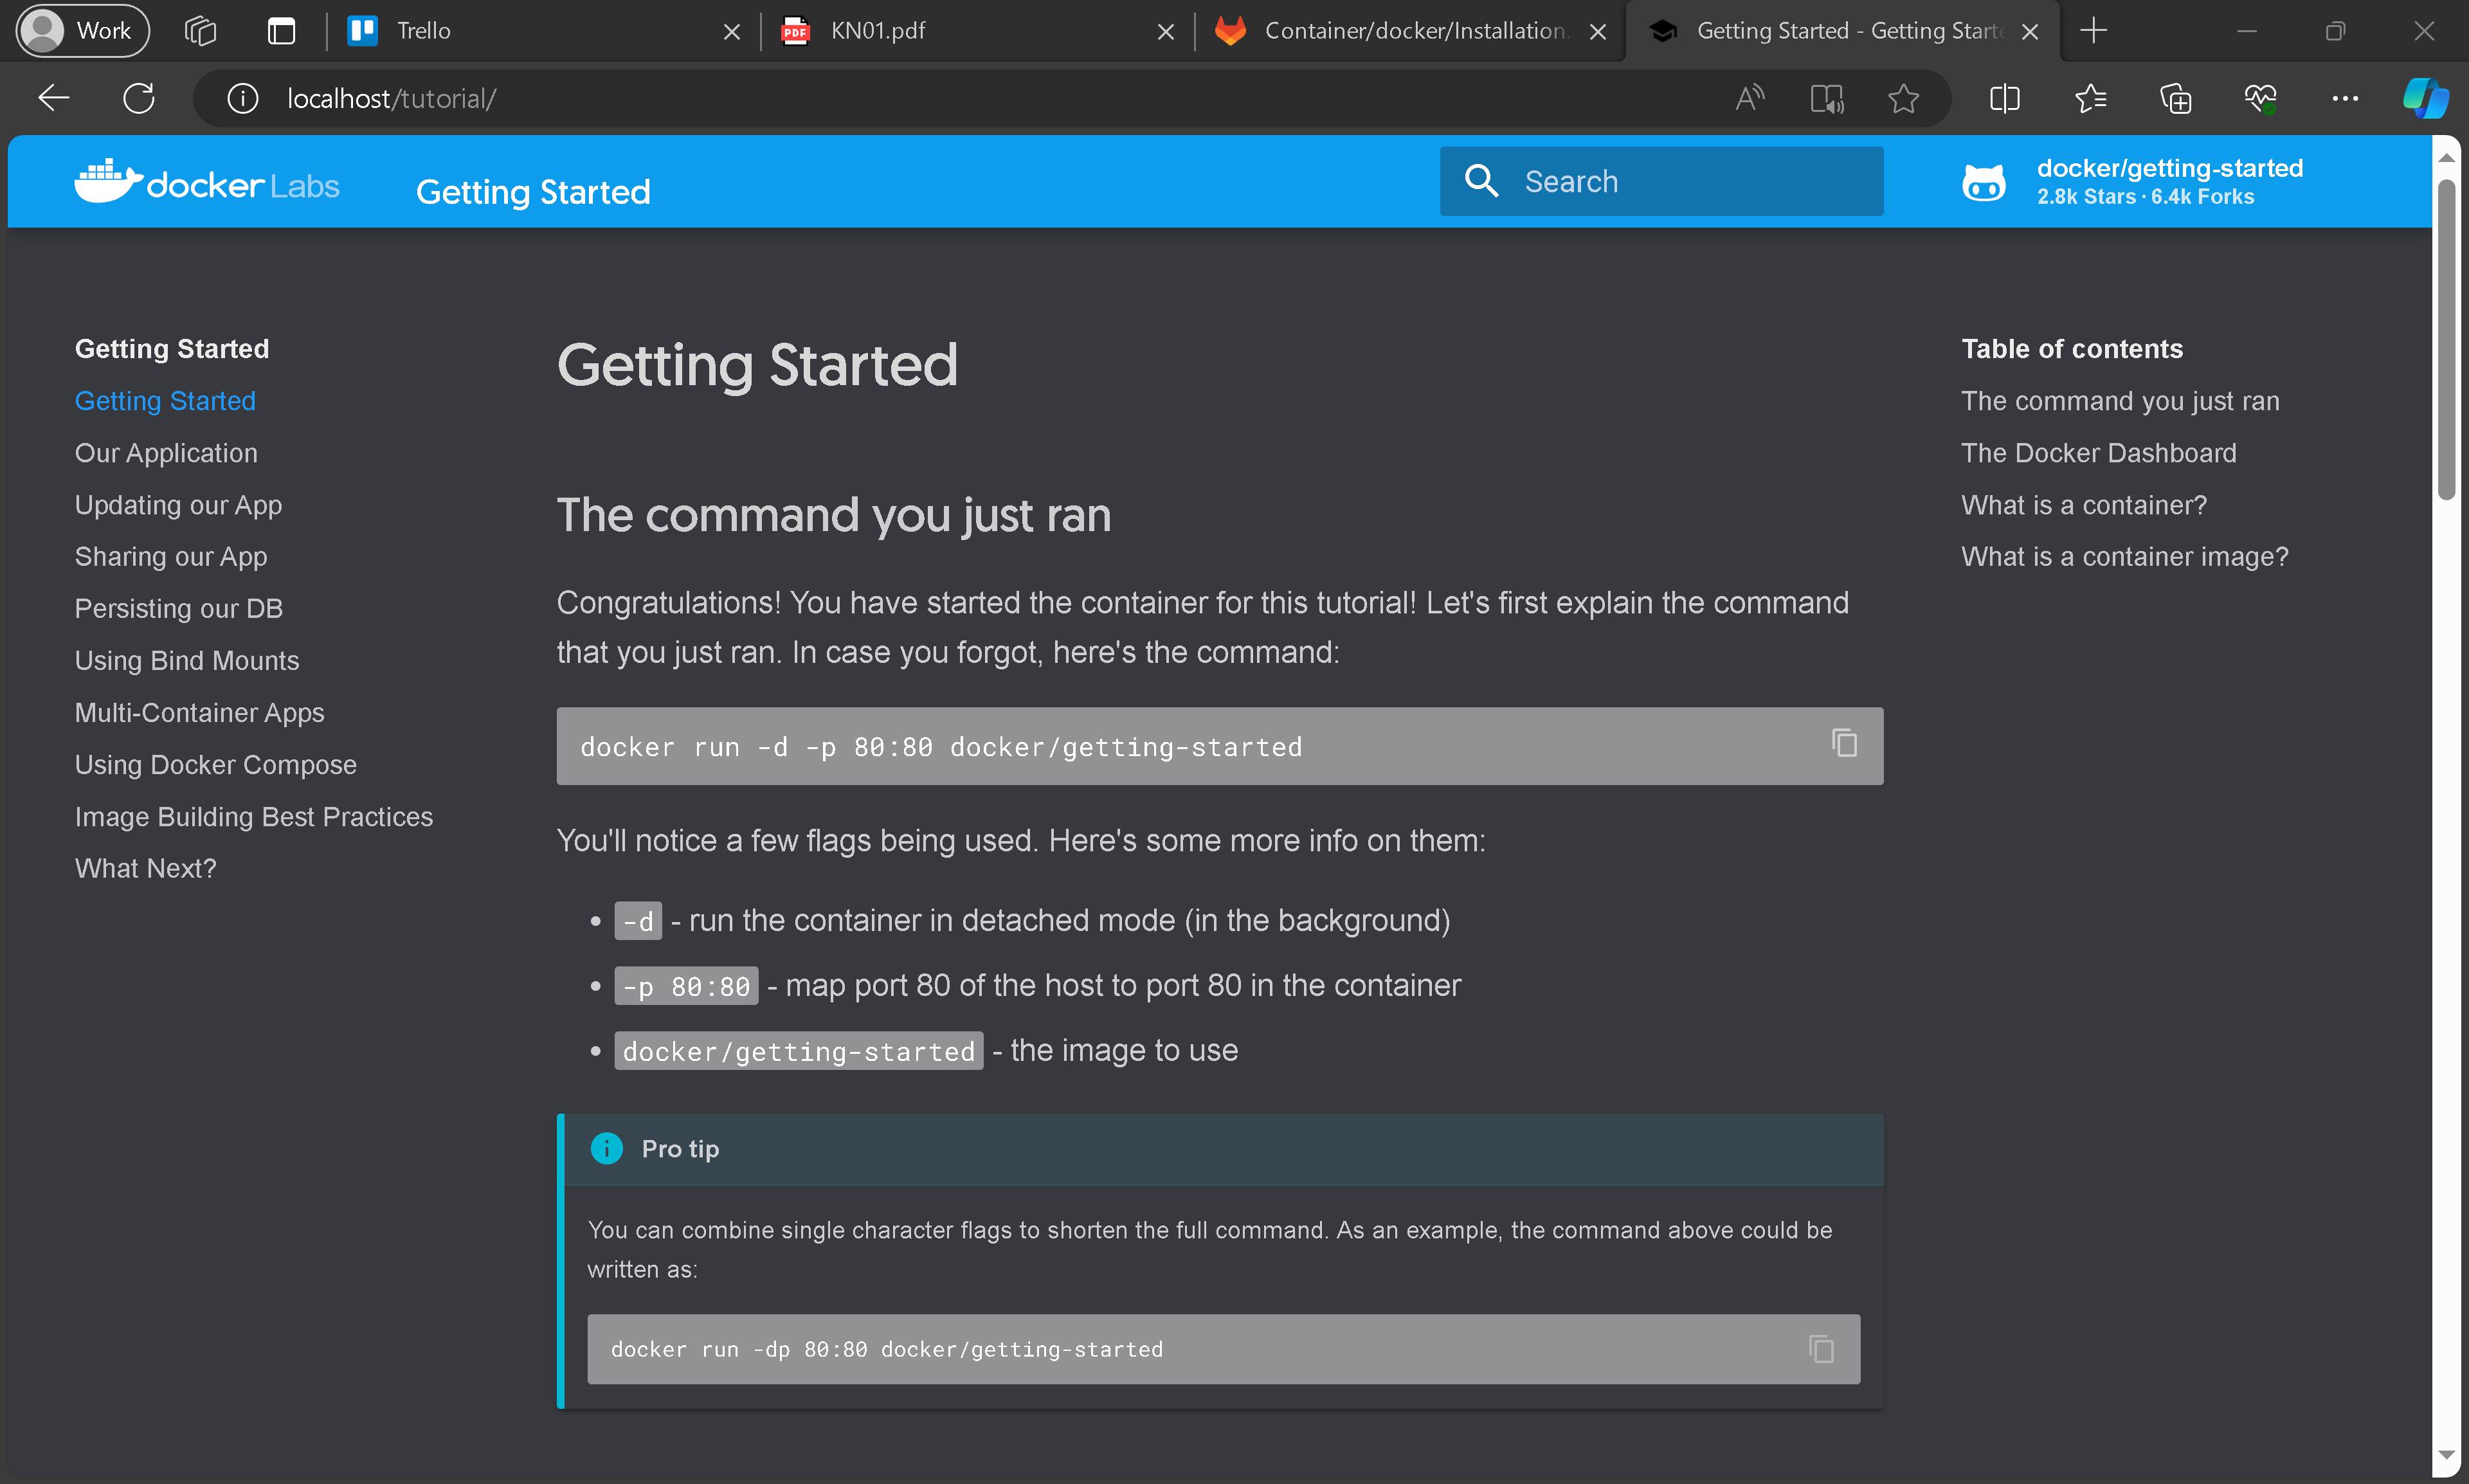 Work
Trello
KN01.pdf
Container/docker/Installation.
Getting Started - Getting Starte
localhost/tutorial/
docker Labs
Getting Started
Search
docker/getting-started
2.8k Stars · 6.4k Forks
Getting Started
Getting Started
Our Application
Updating our App
Sharing our App
Persisting our DB
Using Bind Mounts
Multi-Container Apps
Using Docker Compose
Image Building Best Practices
What Next?
Getting Started
The command you just ran
Congratulations! You have started the container for this tutorial! Let's first explain the command
that you just ran. In case you forgot, here's the command:
docker run -d -p 80:80 docker/getting-started
You'll notice a few flags being used. Here's some more info on them:
-d - run the container in detached mode (in the background)
-p 80:80 - map port 80 of the host to port 80 in the container
docker/getting-started - the image to use
Pro tip
You can combine single character flags to shorten the full command. As an example, the command above could be
written as:
docker run -dp 80:80 docker/getting-started
Table of contents
The command you just ran
The Docker Dashboard
What is a container?
What is a container image?